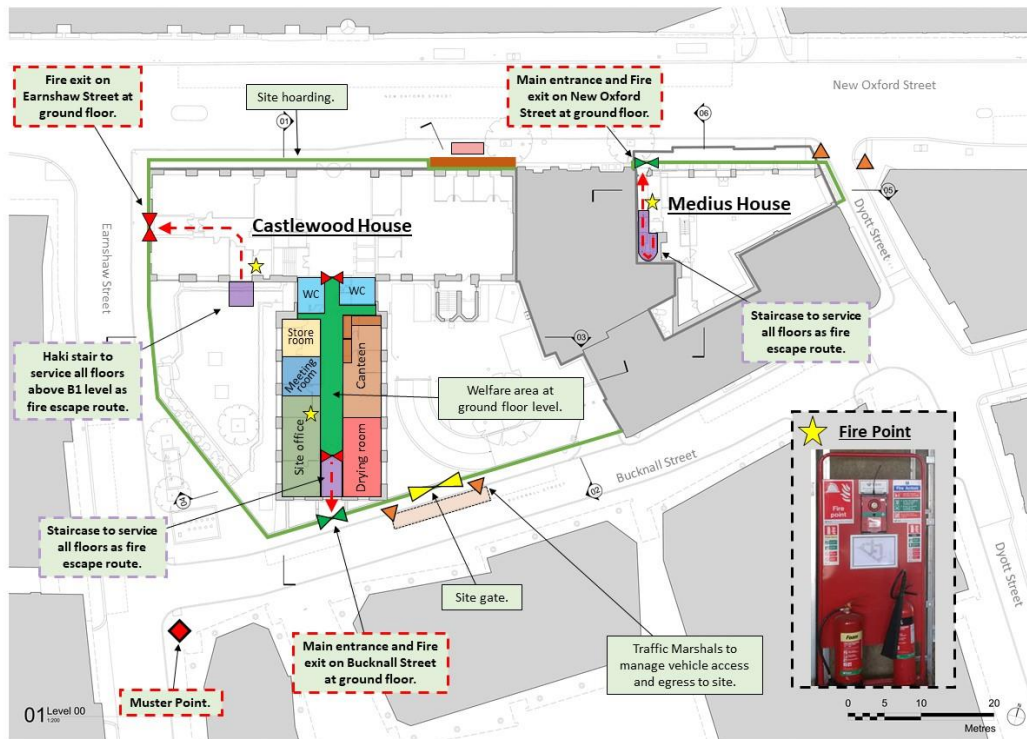 Fire exit on
Earnshaw Street at
ground floor.
Site hoarding.
NEW OXFORD STREET
Main entrance and Fire
exit on New Oxford
Street at ground floor.
New Oxford Street
01
06
05
Castlewood House
Medius House
Earnshaw Street
Dyott Street
WC
WC
Store
room
Meeting
room
Site office
Canteen
Drying room
03
Haki stair to
service all floors
above B1 level as
fire escape route.
Staircase to service
all floors as fire
escape route.
Welfare area at
ground floor level.
Fire Point
Fire
point
Bucknall Street
04
02
Staircase to service
all floors as fire
escape route.
Site gate.
Main entrance and Fire
exit on Bucknall Street
at ground floor.
Traffic Marshals to
manage vehicle access
and egress to site.
Dyott Street
Muster Point.
01 Level 00
1:200
0 5 10 20
Metres